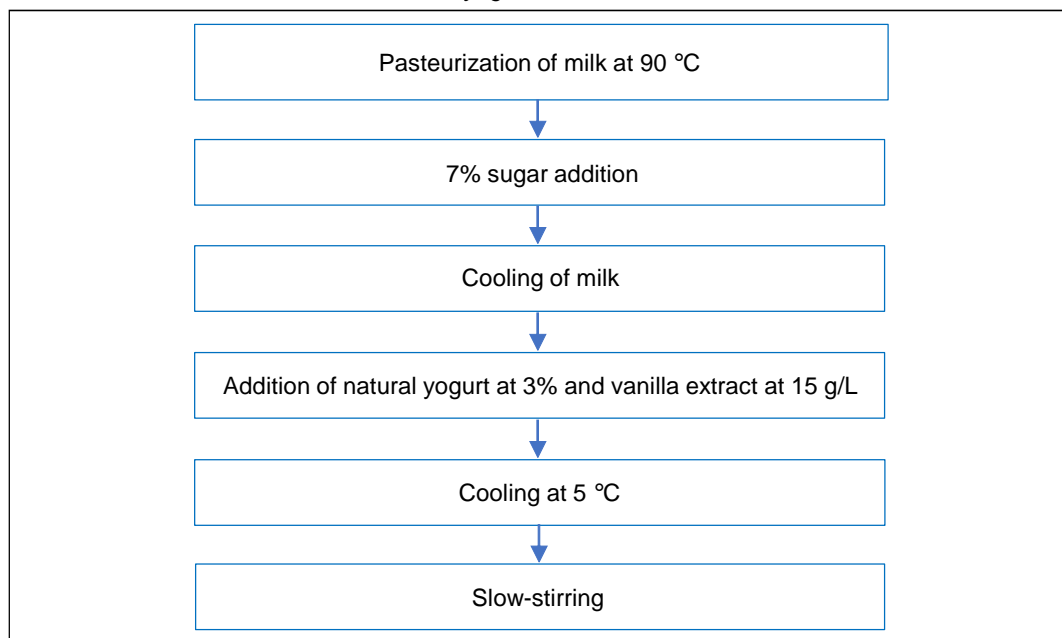 Pasteurization of milk at 90 °C
7% sugar addition
Cooling of milk
Addition of natural yogurt at 3% and vanilla extract at 15 g/L
Cooling at 5 °C
Slow-stirring